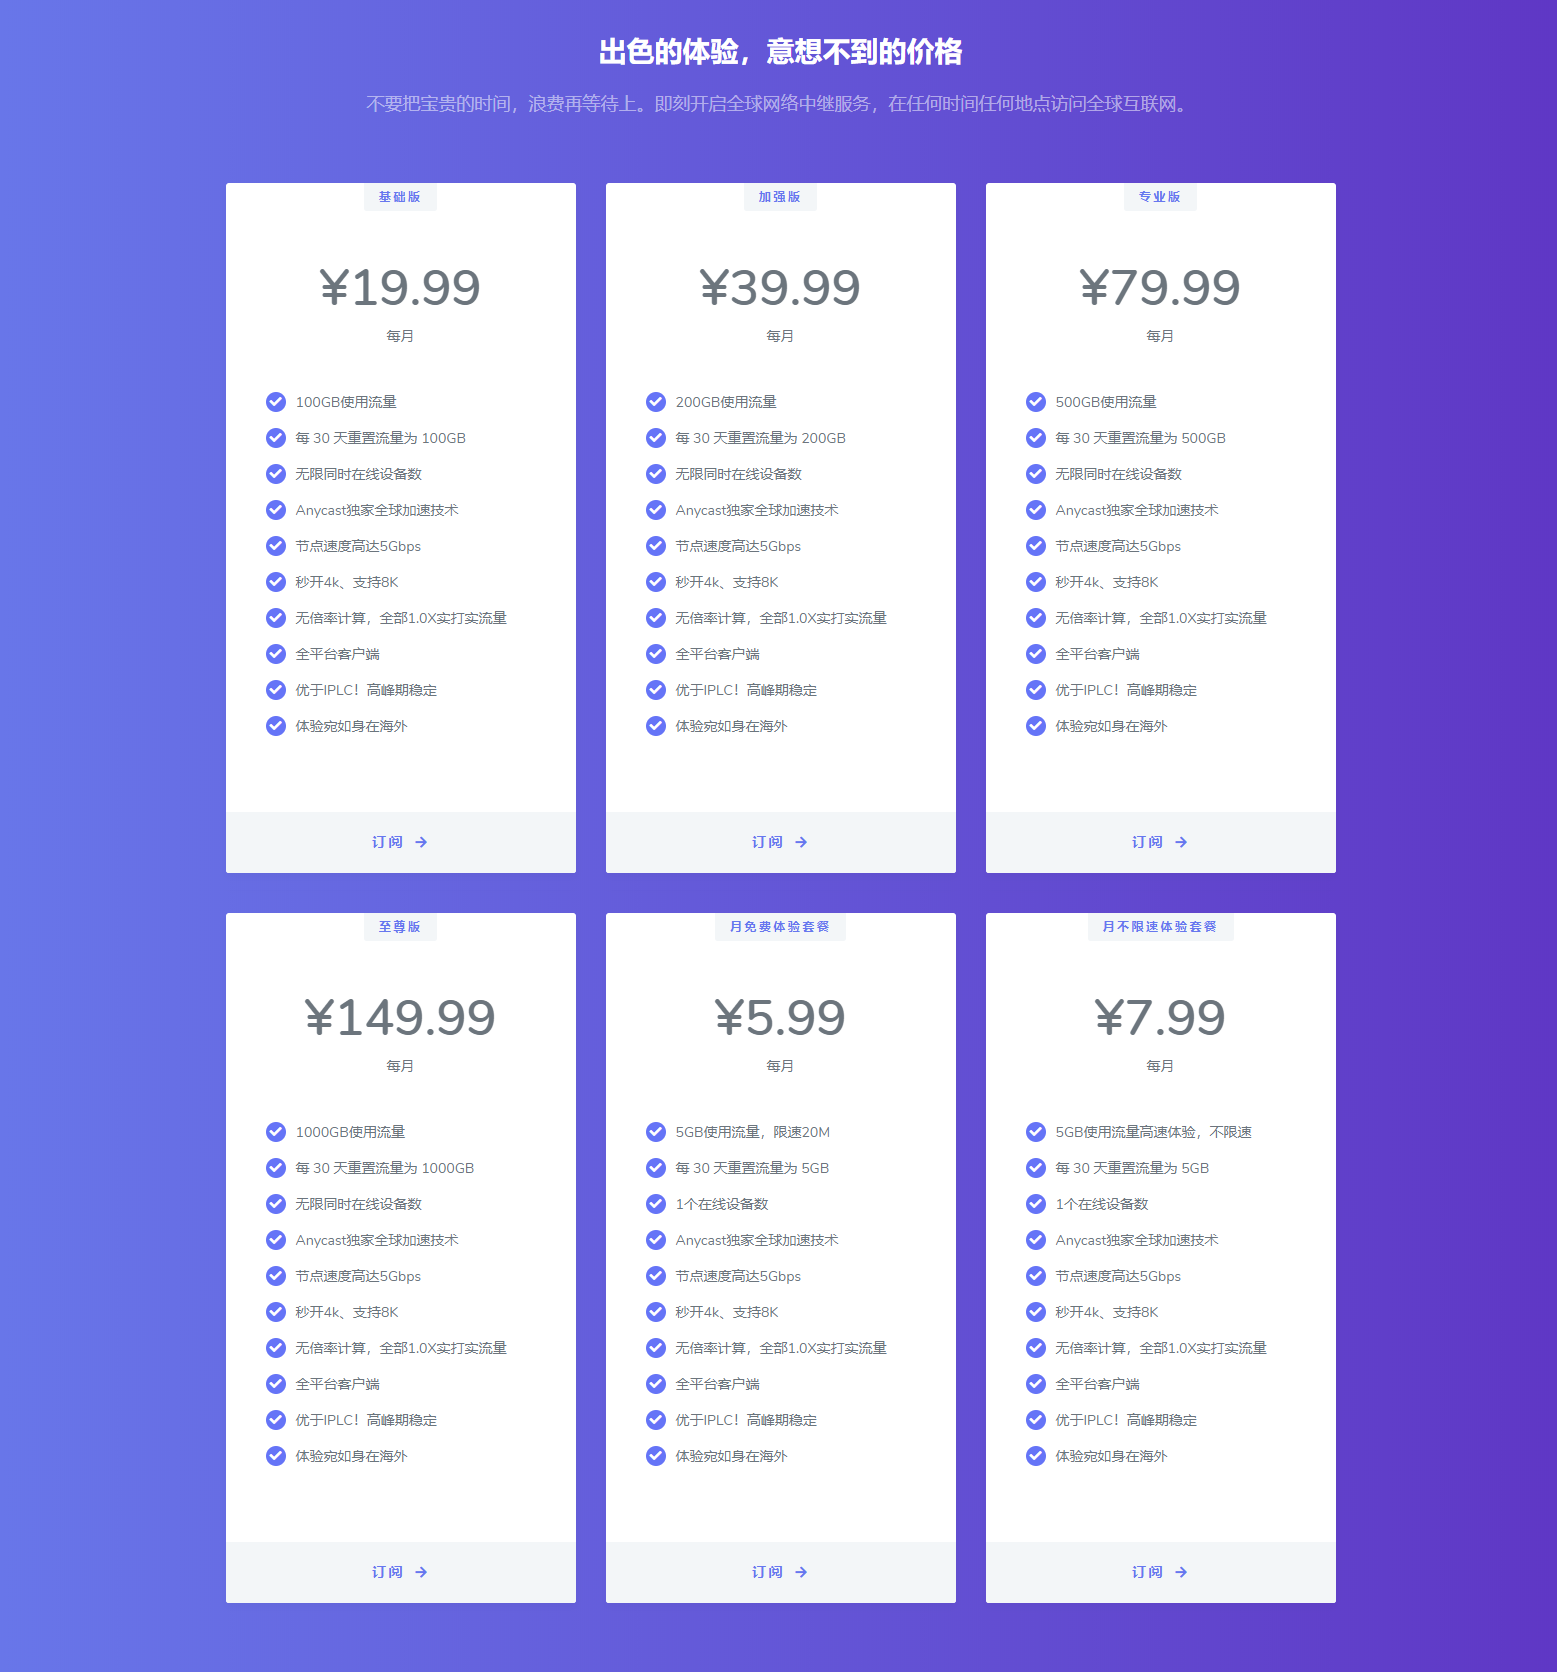 出色的体验，意想不到的价格
不要把宝贵的时间，浪费再等待上。即刻开启全球网络中继服务，在任何时间任何地点访问全球互联网。
基础版
¥19.99
每月
100GB使用流量
每 30 天重置流量为 100GB
无限同时在线设备数
Anycast独家全球加速技术
节点速度高达5Gbps
秒开4k、支持8K
无倍率计算，全部1.0X实打实流量
全平台客户端
优于IPLC！高峰期稳定
体验宛如身在海外
订阅 →
加强版
¥39.99
每月
200GB使用流量
每 30 天重置流量为 200GB
无限同时在线设备数
Anycast独家全球加速技术
节点速度高达5Gbps
秒开4k、支持8K
无倍率计算，全部1.0X实打实流量
全平台客户端
优于IPLC！高峰期稳定
体验宛如身在海外
订阅 →
专业版
¥79.99
每月
500GB使用流量
每 30 天重置流量为 500GB
无限同时在线设备数
Anycast独家全球加速技术
节点速度高达5Gbps
秒开4k、支持8K
无倍率计算，全部1.0X实打实流量
全平台客户端
优于IPLC！高峰期稳定
体验宛如身在海外
订阅 →
至尊版
¥149.99
每月
1000GB使用流量
每 30 天重置流量为 1000GB
无限同时在线设备数
Anycast独家全球加速技术
节点速度高达5Gbps
秒开4k、支持8K
无倍率计算，全部1.0X实打实流量
全平台客户端
优于IPLC！高峰期稳定
体验宛如身在海外
订阅 →
月免费体验套餐
¥5.99
每月
5GB使用流量，限速20M
每 30 天重置流量为 5GB
1个在线设备数
Anycast独家全球加速技术
节点速度高达5Gbps
秒开4k、支持8K
无倍率计算，全部1.0X实打实流量
全平台客户端
优于IPLC！高峰期稳定
体验宛如身在海外
订阅 →
月不限速体验套餐
¥7.99
每月
5GB使用流量高速体验，不限速
每 30 天重置流量为 5GB
1个在线设备数
Anycast独家全球加速技术
节点速度高达5Gbps
秒开4k、支持8K
无倍率计算，全部1.0X实打实流量
全平台客户端
优于IPLC！高峰期稳定
体验宛如身在海外
订阅 →